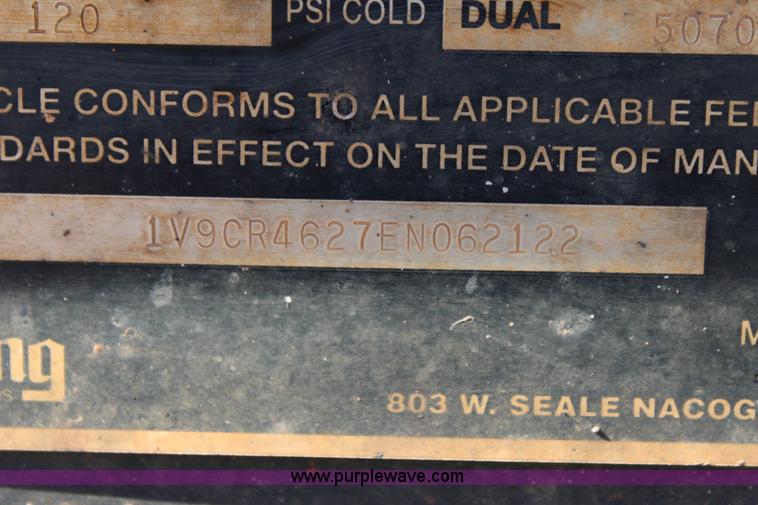 120 PSI COLD DUAL 5070
CLE CONFORMS TO ALL APPLICABLE FE
DARDS IN EFFECT ON THE DATE OF MAN
1V9CR4627EN062122
ng
M
803 W. SEALE NACOG
www.purplewave.com